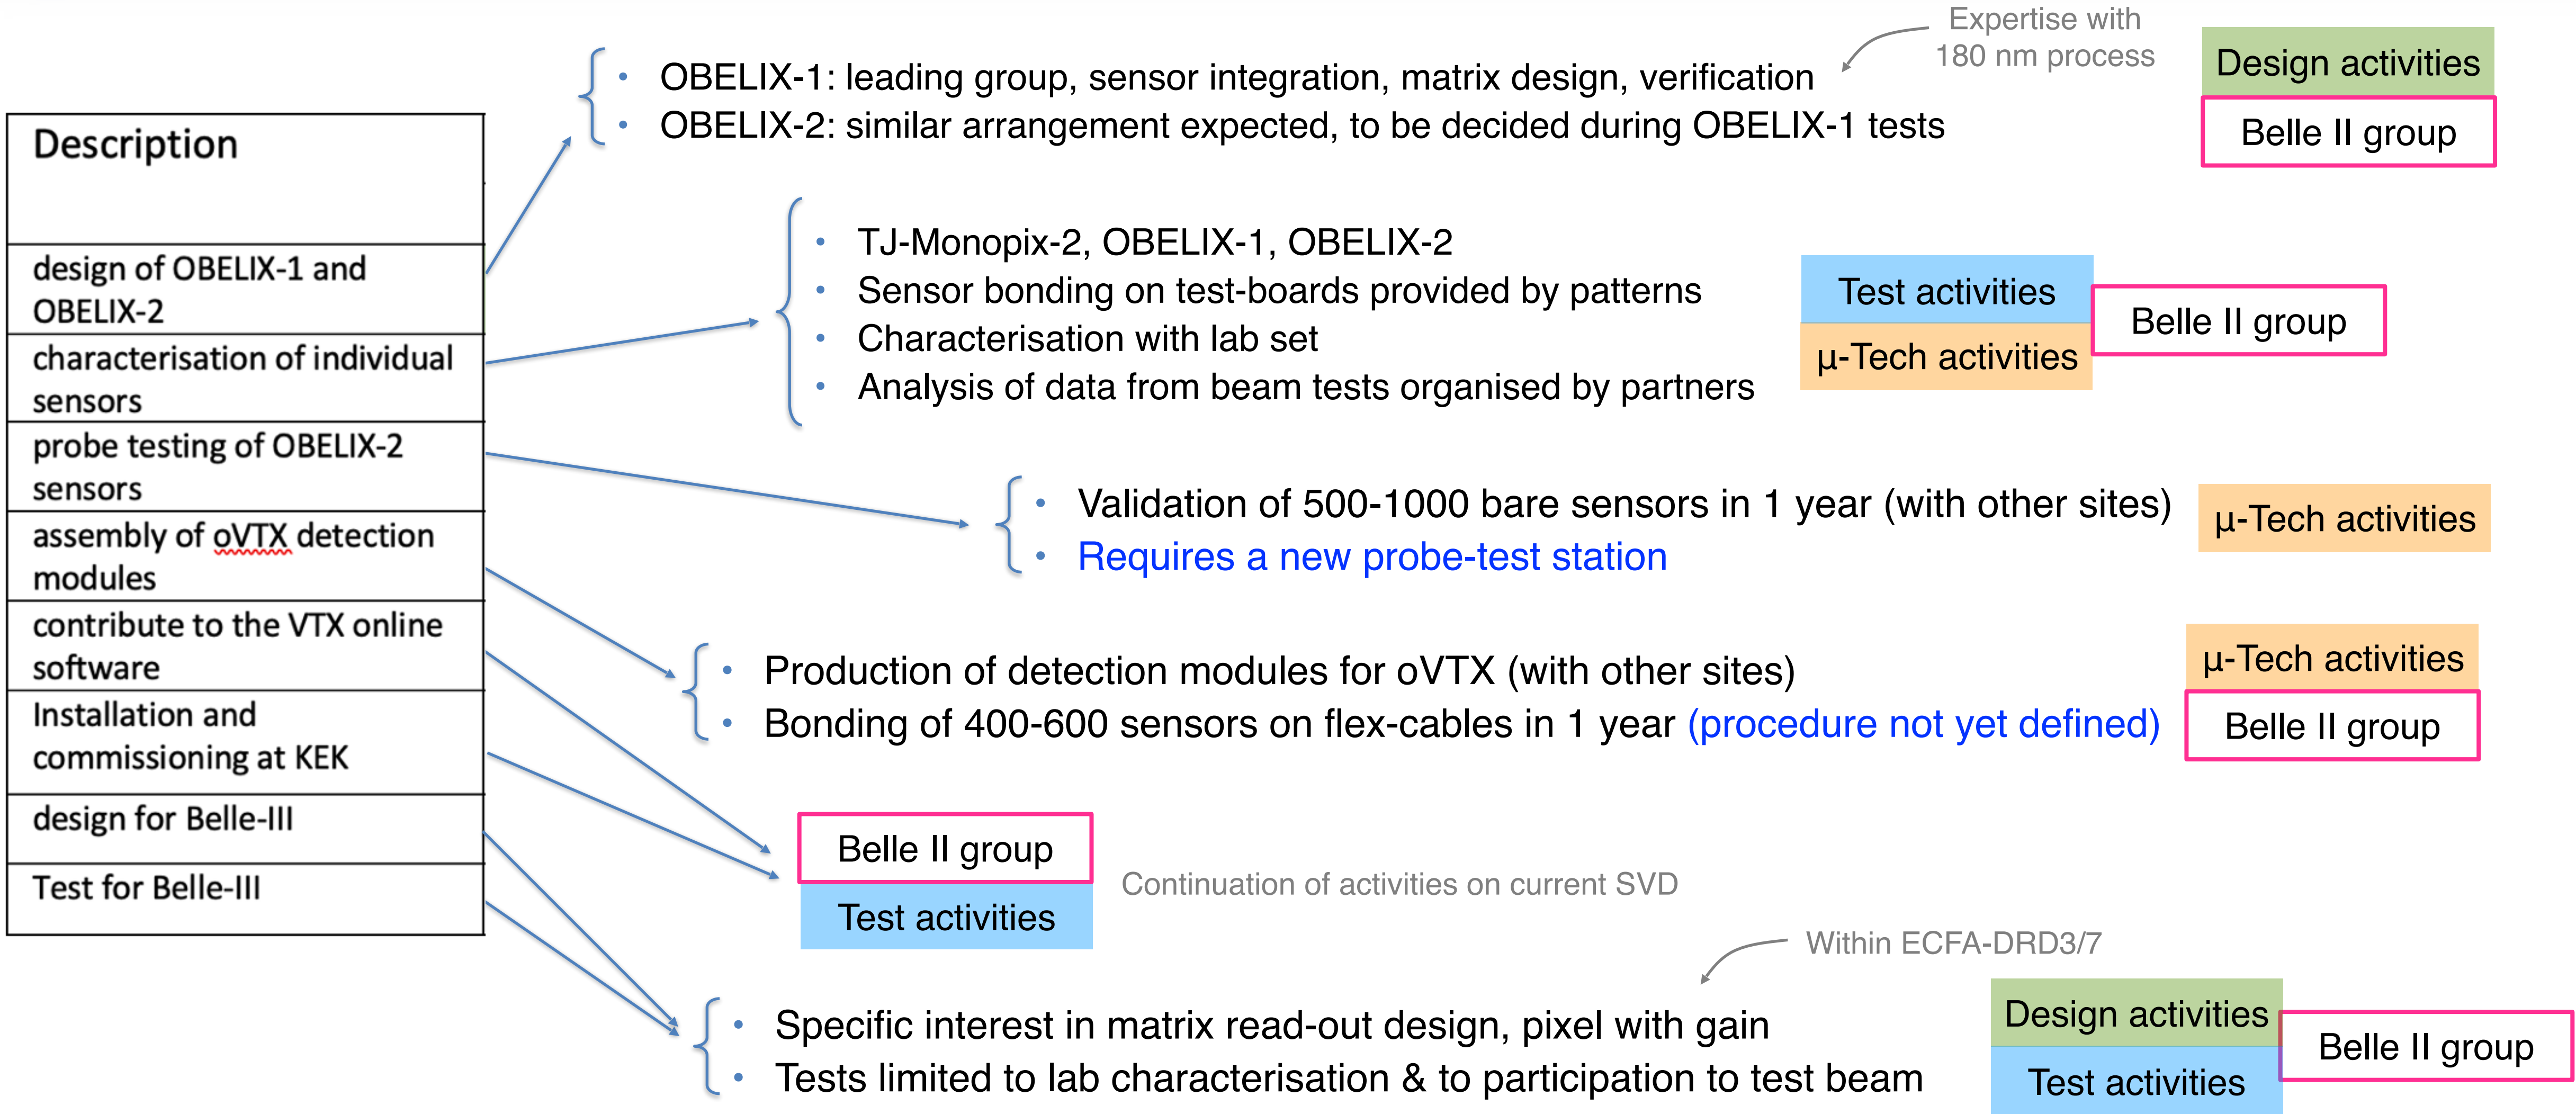 Expertise with
180 nm process
Design activities
Belle II group
• OBELIX-1: leading group, sensor integration, matrix design, verification
• OBELIX-2: similar arrangement expected, to be decided during OBELIX-1 tests
Description
design of OBELIX-1 and
OBELIX-2
characterisation of individual
sensors
probe testing of OBELIX-2
sensors
assembly of oVTX detection
modules
contribute to the VTX online
software
Installation and
commissioning at KEK
design for Belle-III
Test for Belle-III
• TJ-Monopix-2, OBELIX-1, OBELIX-2
• Sensor bonding on test-boards provided by patterns
• Characterisation with lab set
• Analysis of data from beam tests organised by partners
Test activities
µ-Tech activities
Belle II group
• Validation of 500-1000 bare sensors in 1 year (with other sites)
• Requires a new probe-test station
µ-Tech activities
• Production of detection modules for oVTX (with other sites)
• Bonding of 400-600 sensors on flex-cables in 1 year (procedure not yet defined)
µ-Tech activities
Belle II group
Belle II group
Test activities
Continuation of activities on current SVD
Within ECFA-DRD3/7
• Specific interest in matrix read-out design, pixel with gain
• Tests limited to lab characterisation & to participation to test beam
Design activities
Test activities
Belle II group